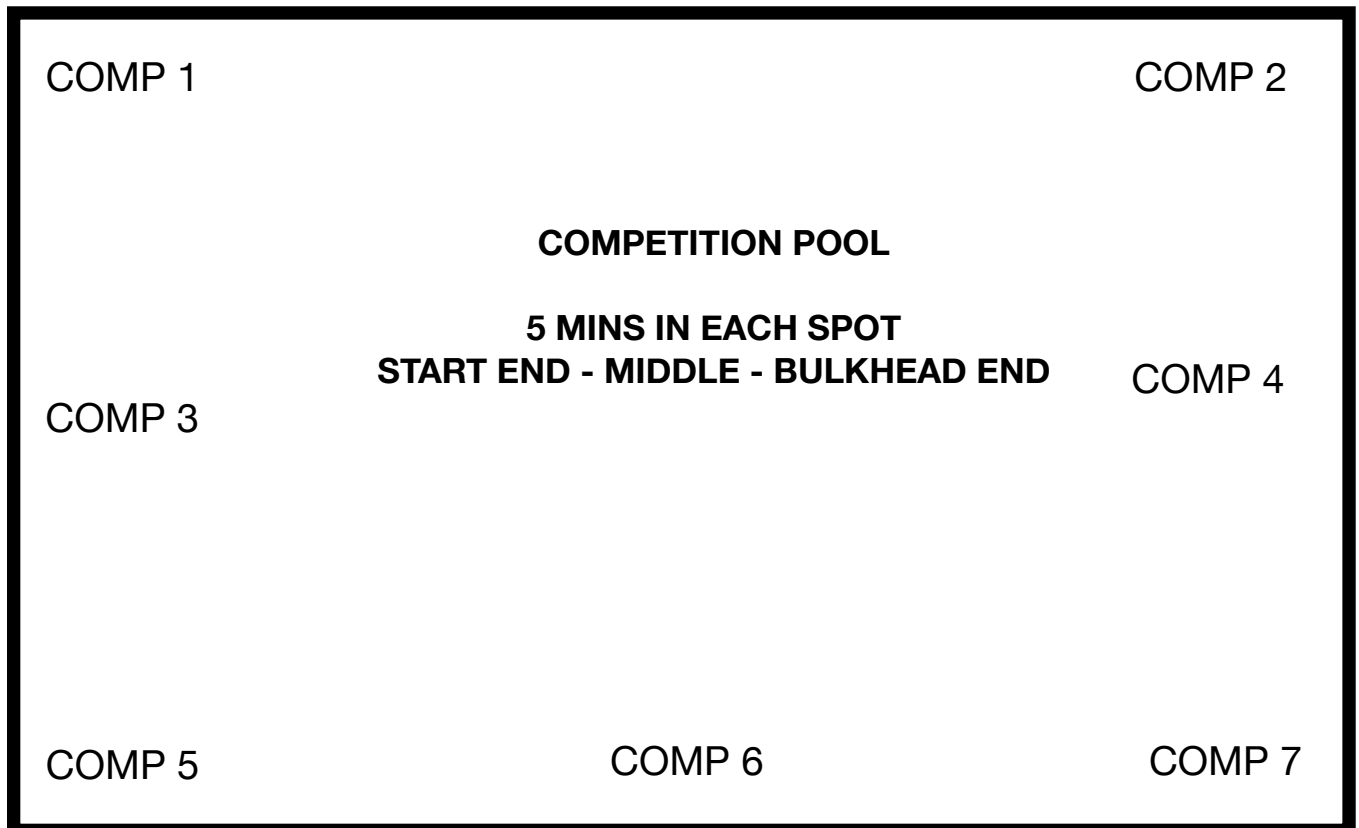 COMP 1
COMP 2
COMPETITION POOL
5 MINS IN EACH SPOT
START END - MIDDLE - BULKHEAD END
COMP 4
COMP 3
COMP 5
COMP 6
COMP 7